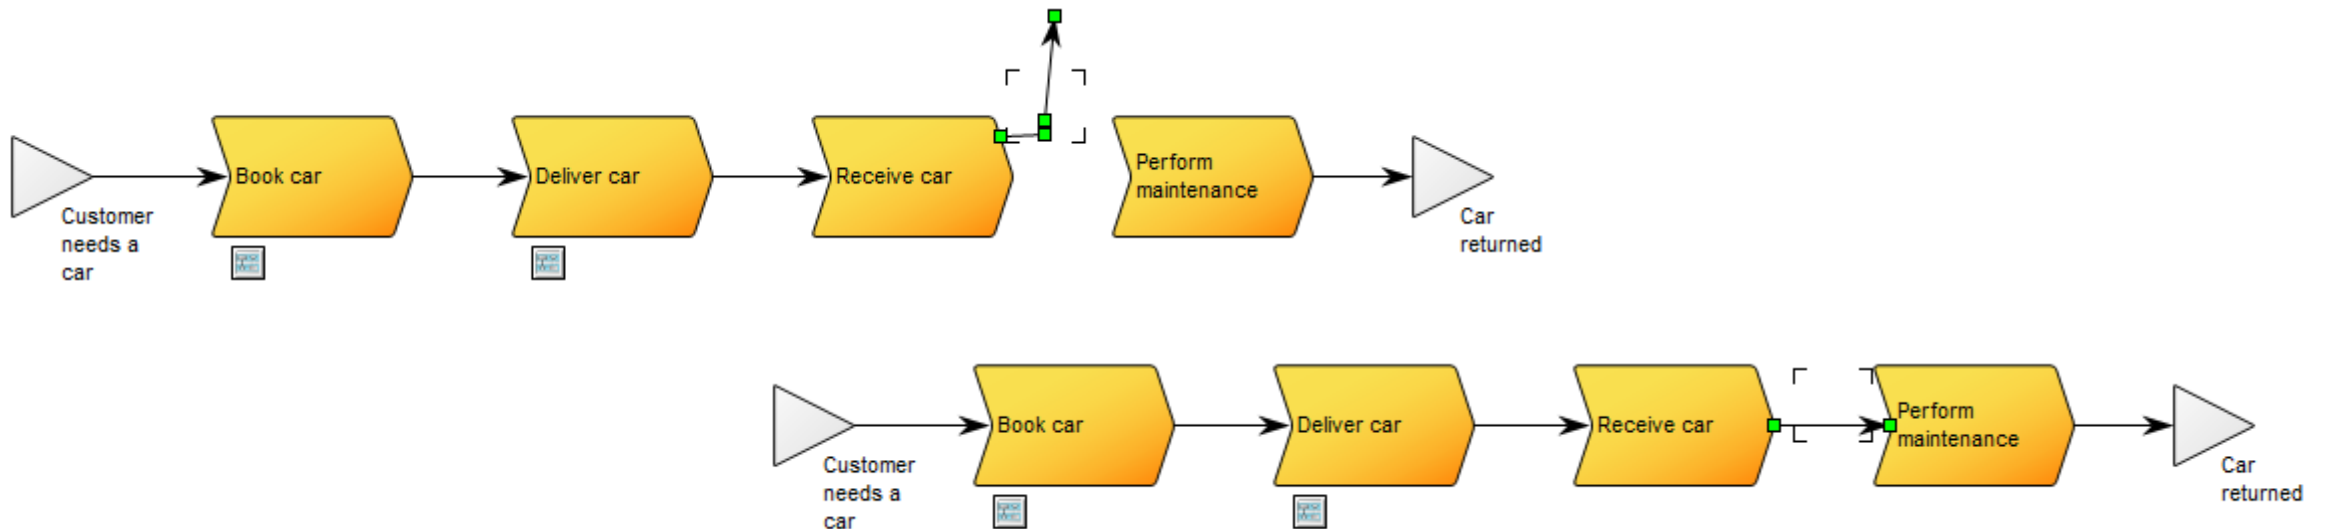 Book car
Deliver car
Receive car
Perform
maintenance
Customer
needs a
car
Car
returned
Book car
Deliver car
Receive car
Perform
maintenance
Customer
needs a
car
Car
returned